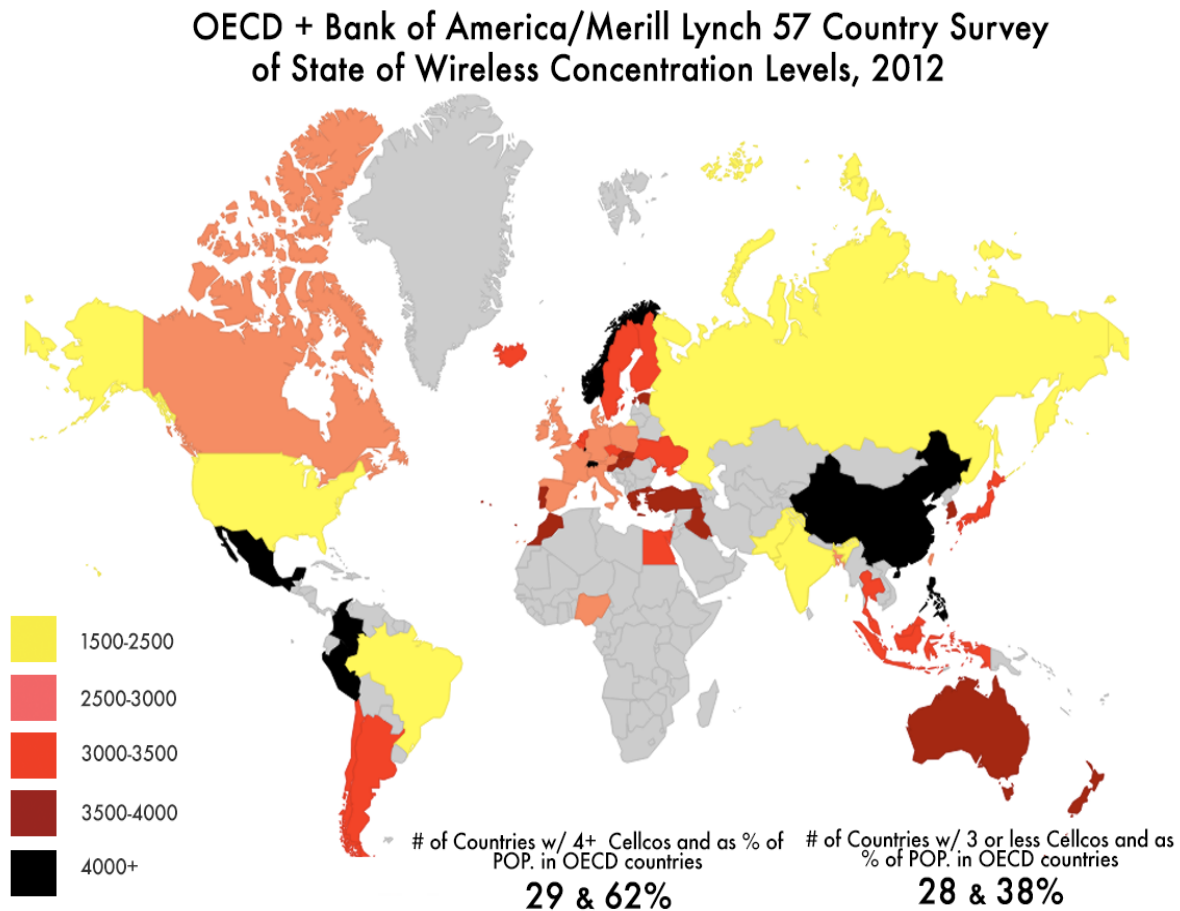 OECD + Bank of America/Merill Lynch 57 Country Survey
of State of Wireless Concentration Levels, 2012
1500-2500
2500-3000
3000-3500
3500-4000
4000+
# of Countries w/ 4+ Cellcos and as % of
POP. in OECD countries
29 & 62%
# of Countries w/ 3 or less Cellcos and as
% of POP. in OECD countries
28 & 38%